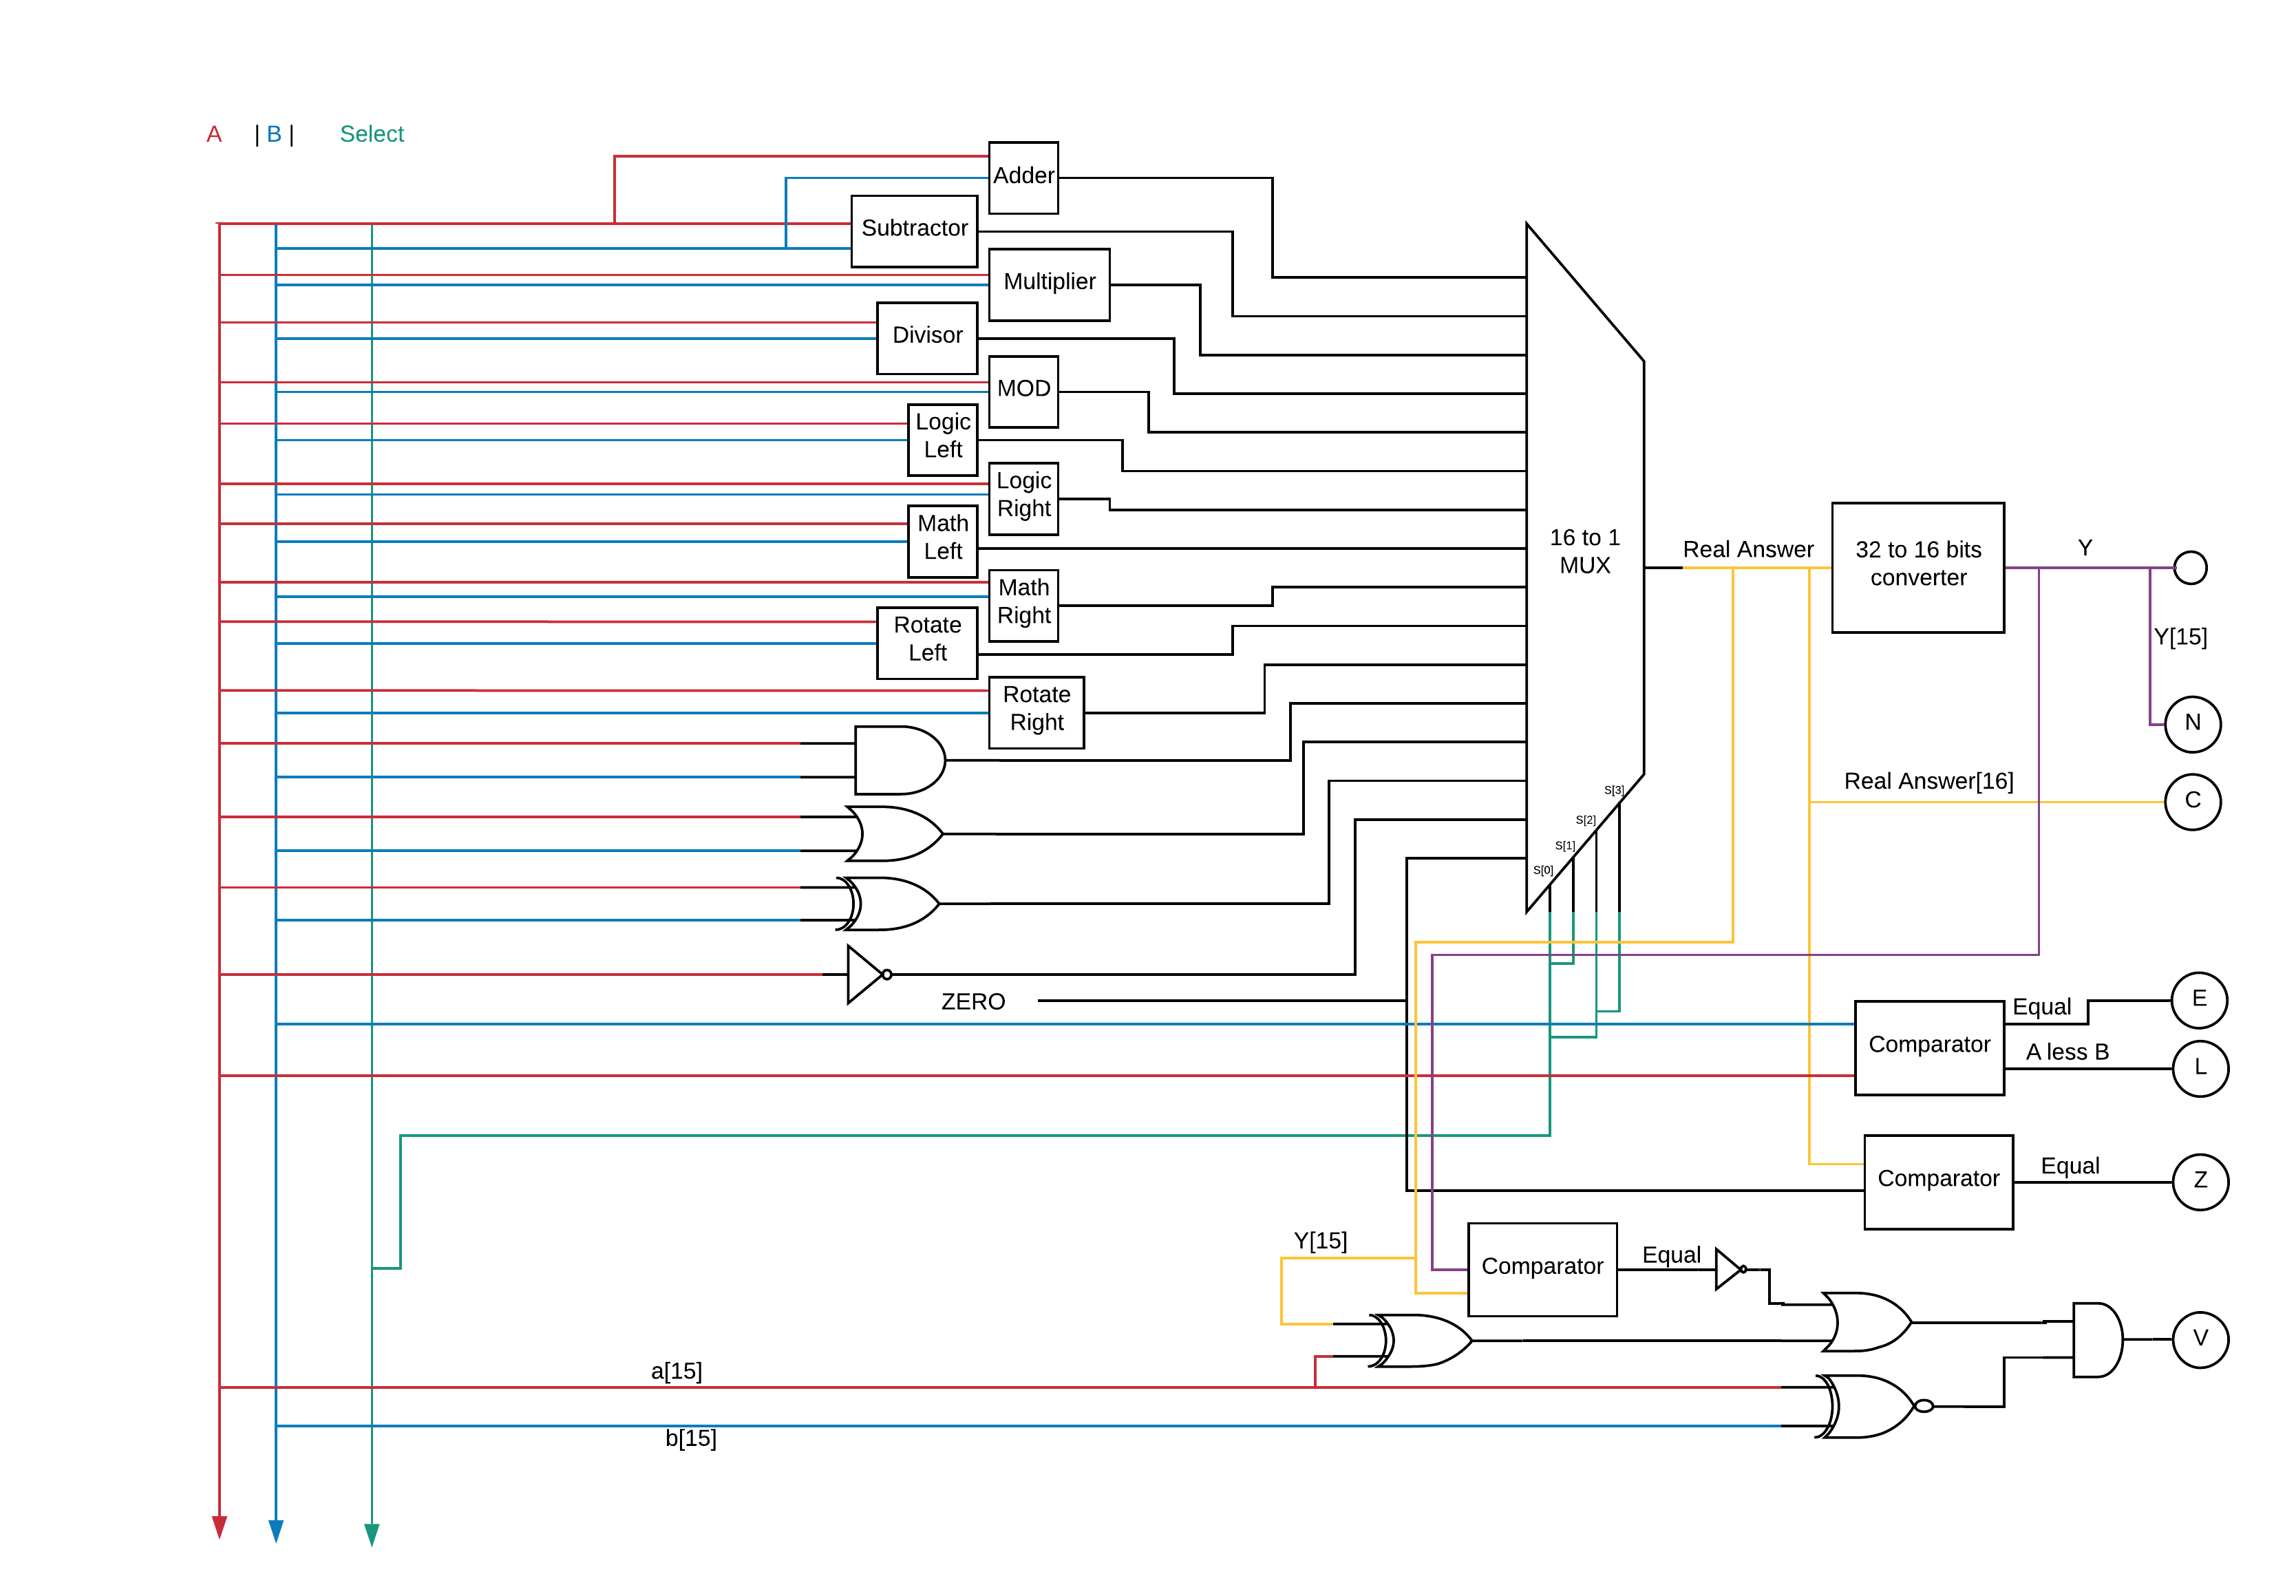 A | B | Select
Adder
Subtractor
Multiplier
Divisor
MOD
Logic
Left
Logic
Right
Math
Left
Math
Right
Rotate
Left
Rotate
Right
16 to 1
MUX
S[3]
S[2]
S[1]
S[0]
Real Answer
32 to 16 bits
converter
Y
Y[15]
N
Real Answer[16]
C
ZERO
Comparator
Equal
E
A less B
L
Comparator
Equal
Z
Y[15]
Comparator
Equal
V
a[15]
b[15]